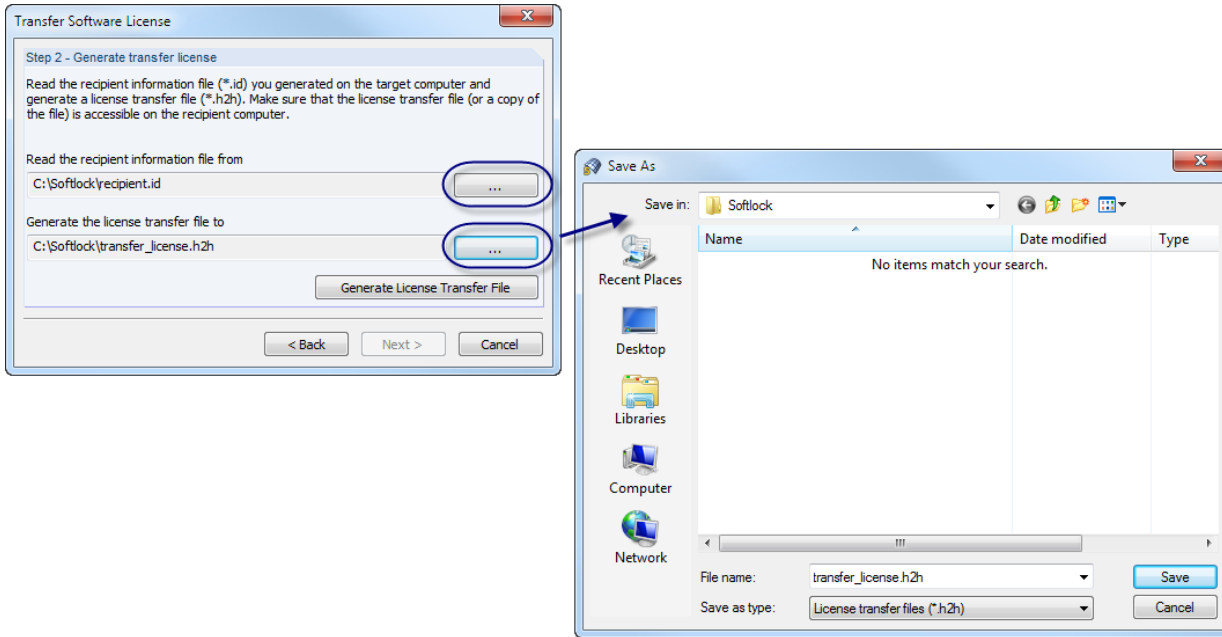 Transfer Software License
Step 2 - Generate transfer license
Read the recipient information file (*.id) you generated on the target computer and
generate a license transfer file (*.h2h). Make sure that the license transfer file (or a copy of
the file) is accessible on the recipient computer.
Read the recipient information file from
C:\Softlock\recipient.id
...
Generate the license transfer file to
C:\Softlock\transfer_license.h2h
...
Generate License Transfer File
< Back
Next >
Cancel
Save As
Save in:
Softlock
Name
Date modified
Type
No items match your search.
Recent Places
Desktop
Libraries
Computer
Network
File name:
transfer_license.h2h
Save
Save as type:
License transfer files (*.h2h)
Cancel